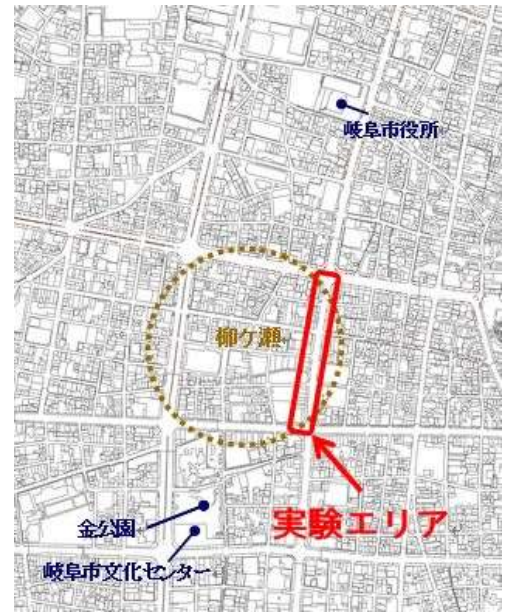 岐阜市役所
柳ケ瀬
実験エリア
金公園
岐阜市文化センター